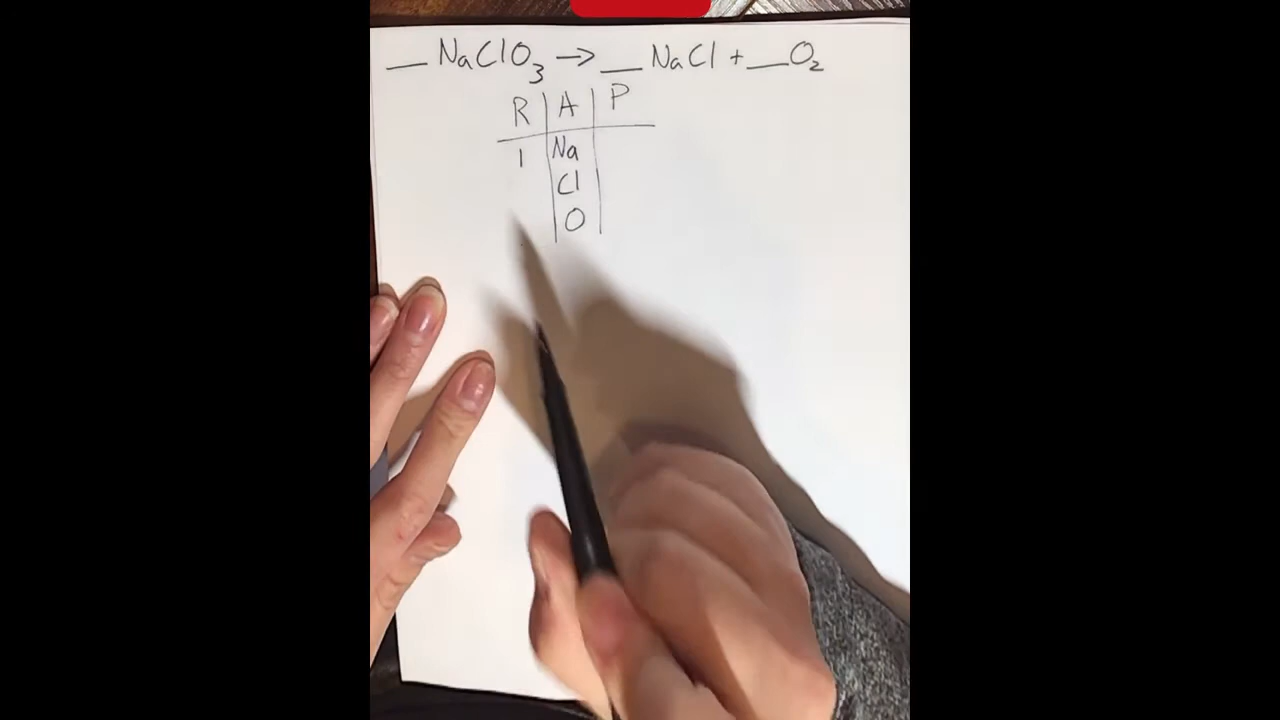 __ NaClO3 → __ NaCl + __ O2
R A P
1 Na
Cl
O